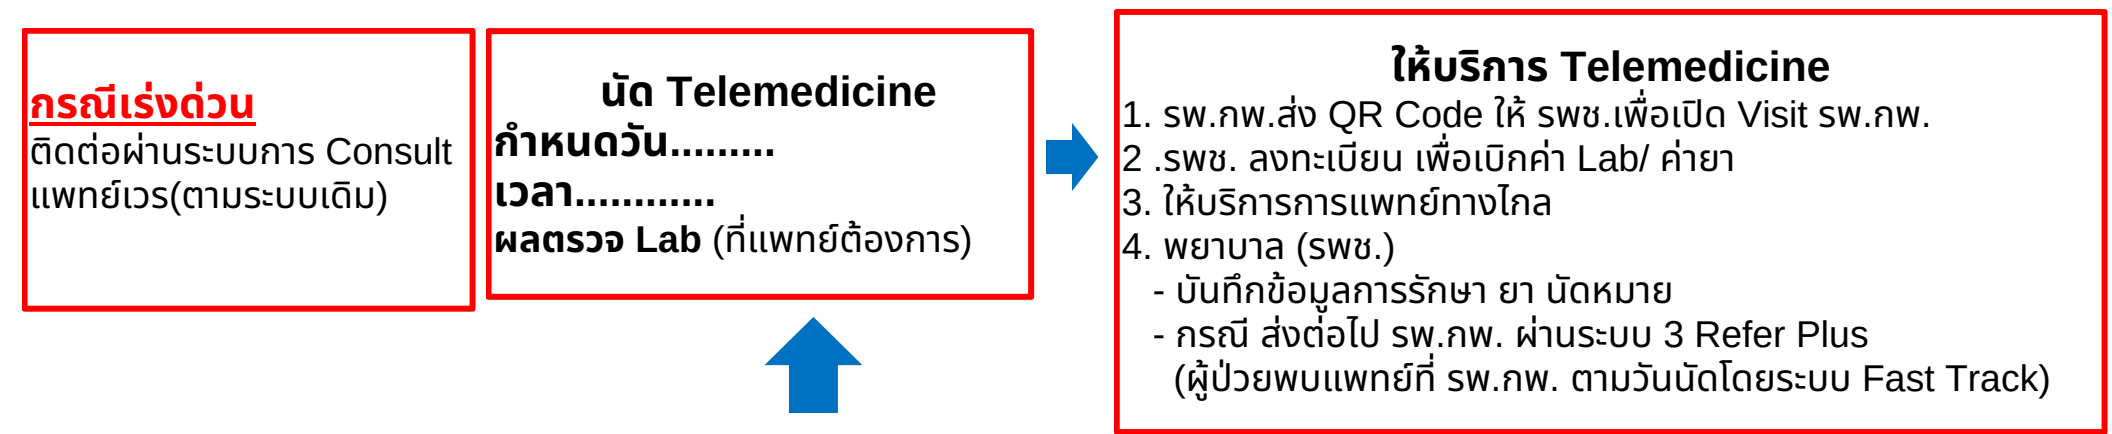 กรณีเร่งด่วน
ติดต่อผ่านระบบการ Consult
แพทย์เวร(ตามระบบเดิม)
นัด Telemedicine
กำหนดวัน.........
เวลา............
ผลตรวจ Lab (ที่แพทย์ต้องการ)
ให้บริการ Telemedicine
1. รพ.กพ.ส่ง QR Code ให้ รพช.เพื่อเปิด Visit รพ.กพ.
2 .รพช. ลงทะเบียน เพื่อเบิกค่า Lab/ ค่ายา
3. ให้บริการการแพทย์ทางไกล
4. พยาบาล (รพช.)
- บันทึกข้อมูลการรักษา ยา นัดหมาย
- กรณี ส่งต่อไป รพ.กพ. ผ่านระบบ 3 Refer Plus
(ผู้ป่วยพบแพทย์ที่ รพ.กพ. ตามวันนัดโดยระบบ Fast Track)